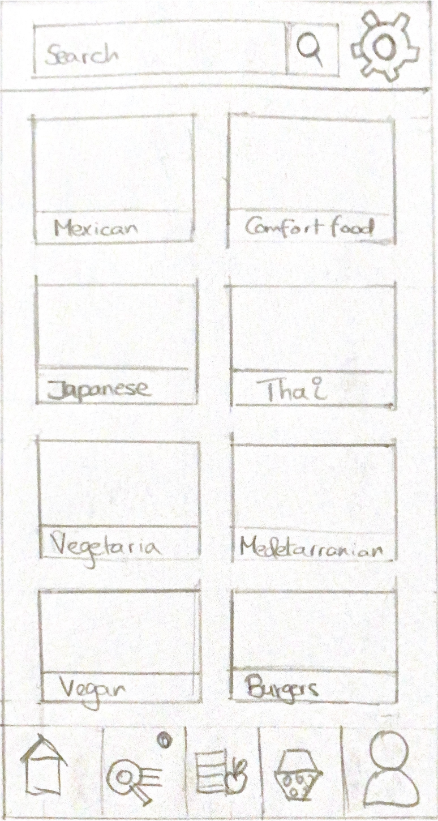 Search
Mexican
Comfort food
Japanese
Thai
Vegetaria
Medetarranian
Vegan
Burgers